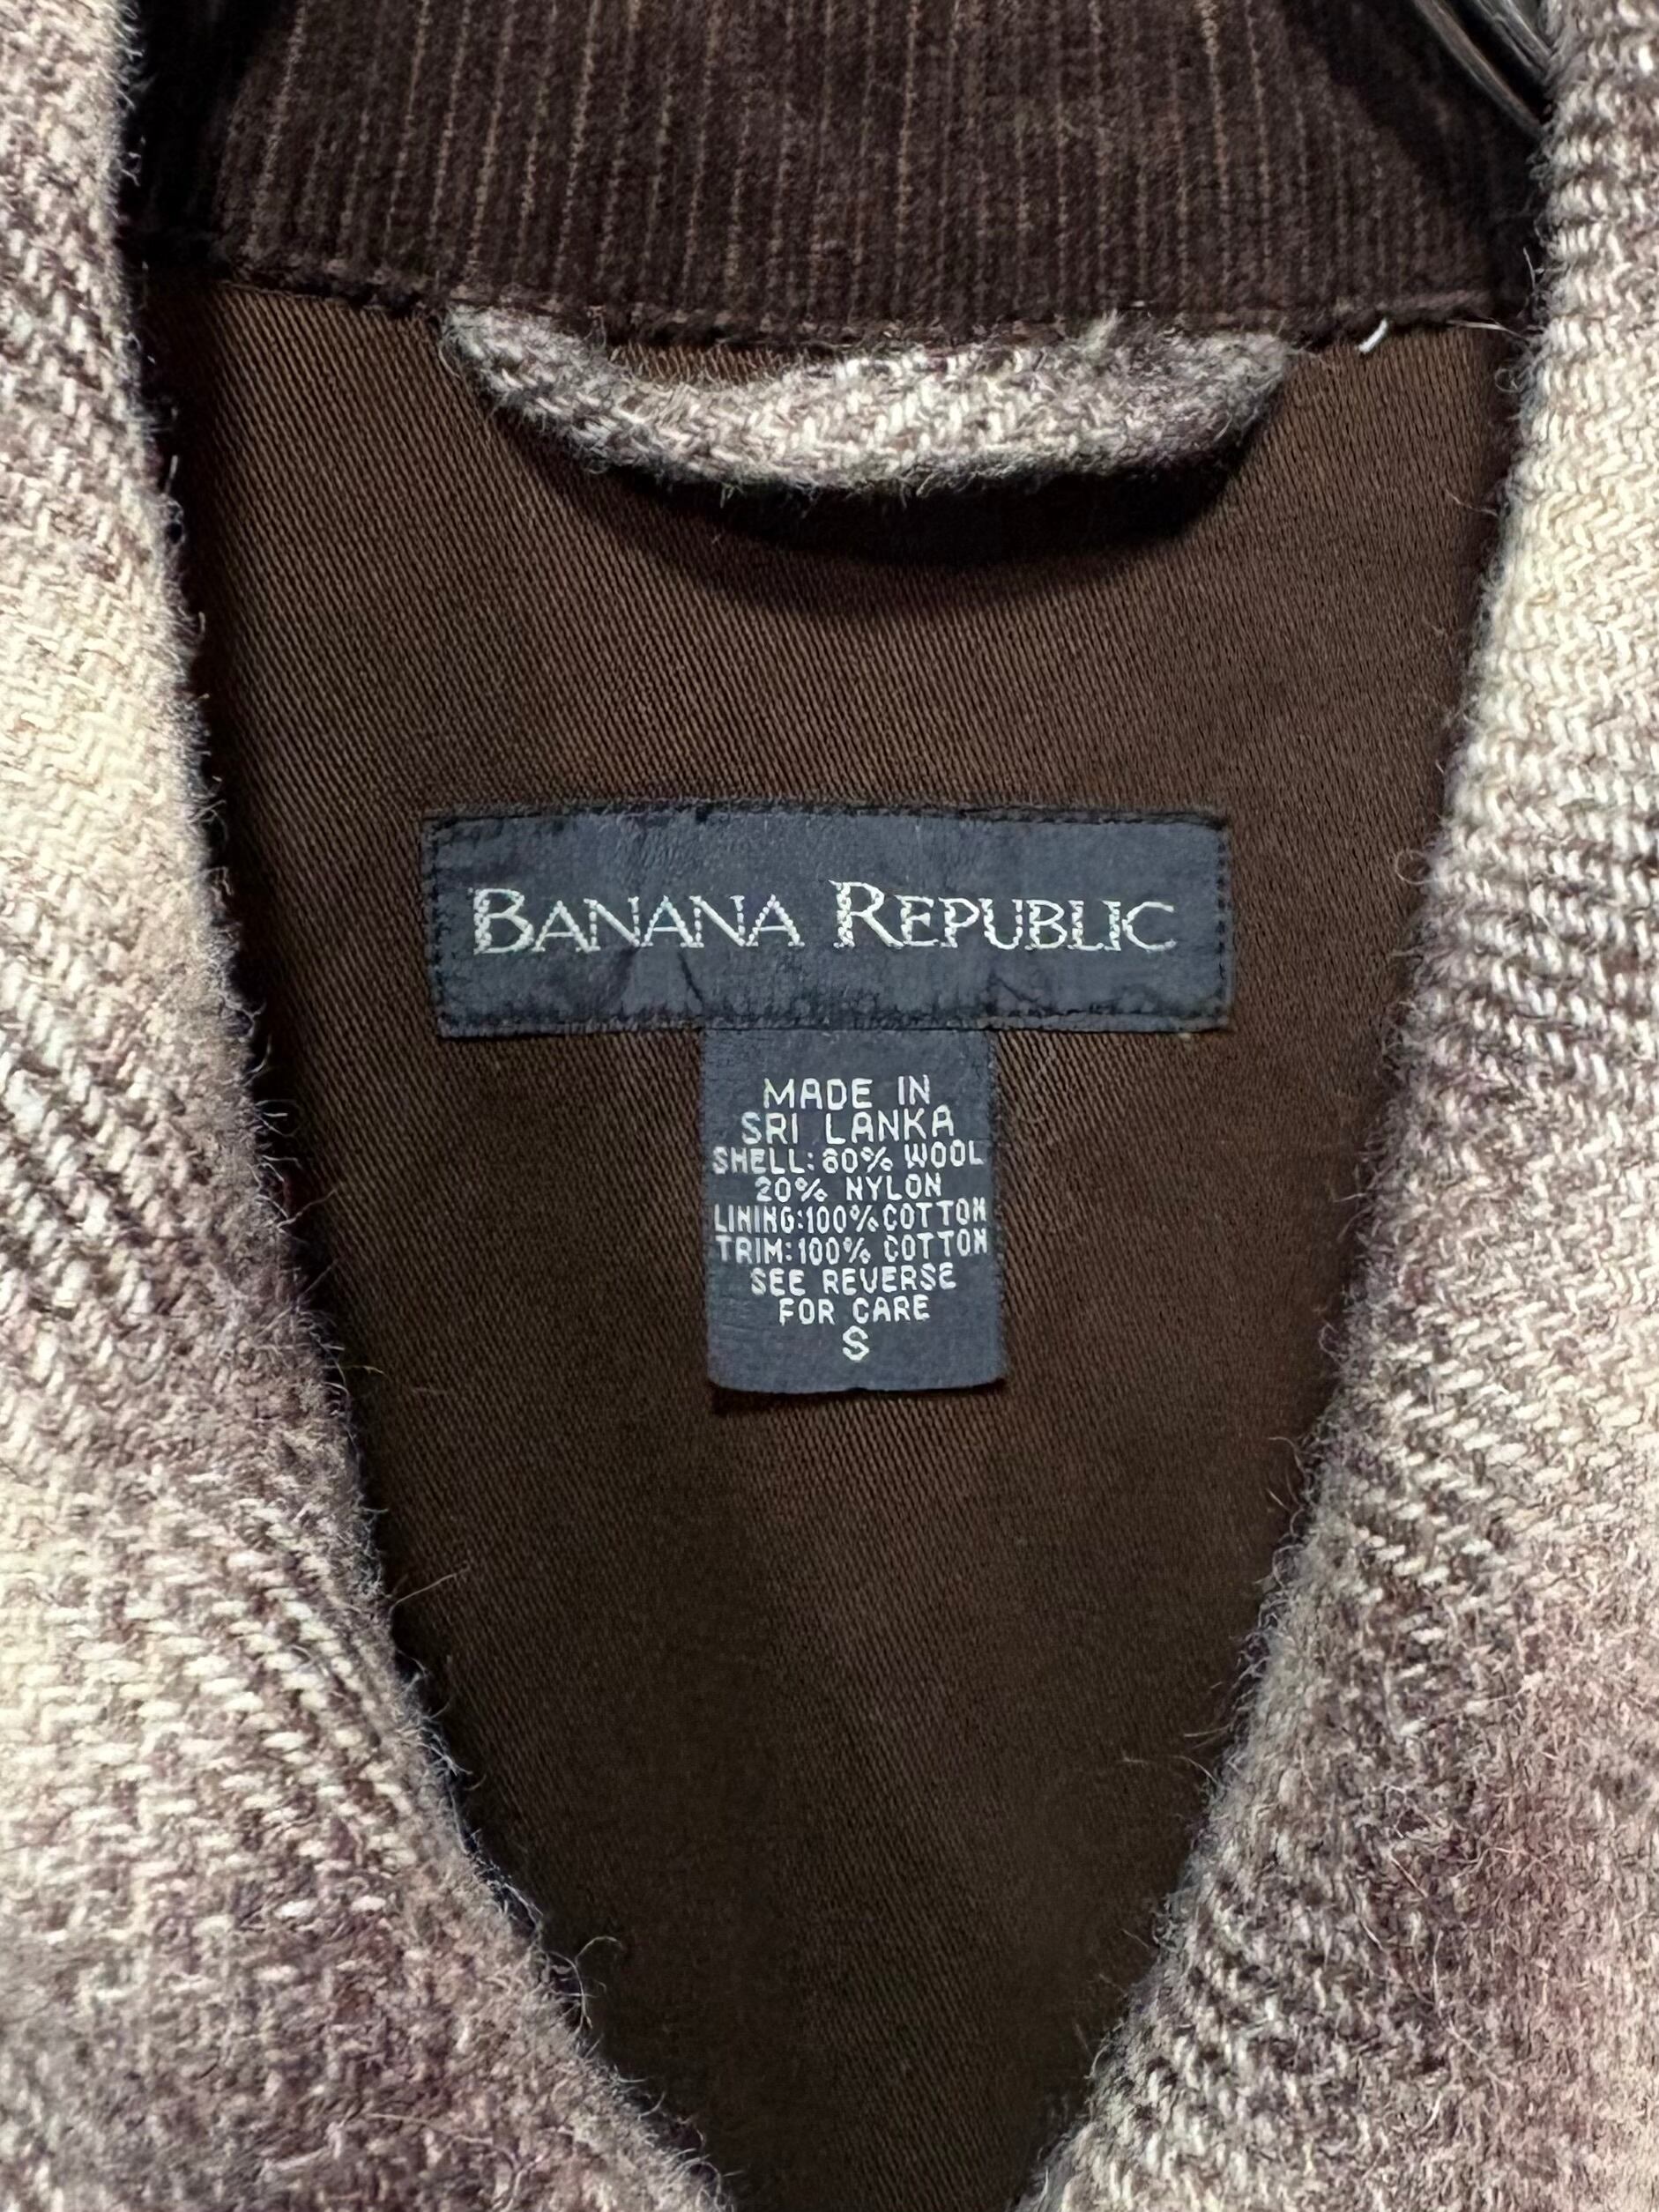 BANANA REPUBLIC
MADE IN
SRI LANKA
SHELL: 80% WOOL
20% NYLON
LINING:100% COTTON
TRIM:100% COTTON
SEE REVERSE
FOR CARE
S